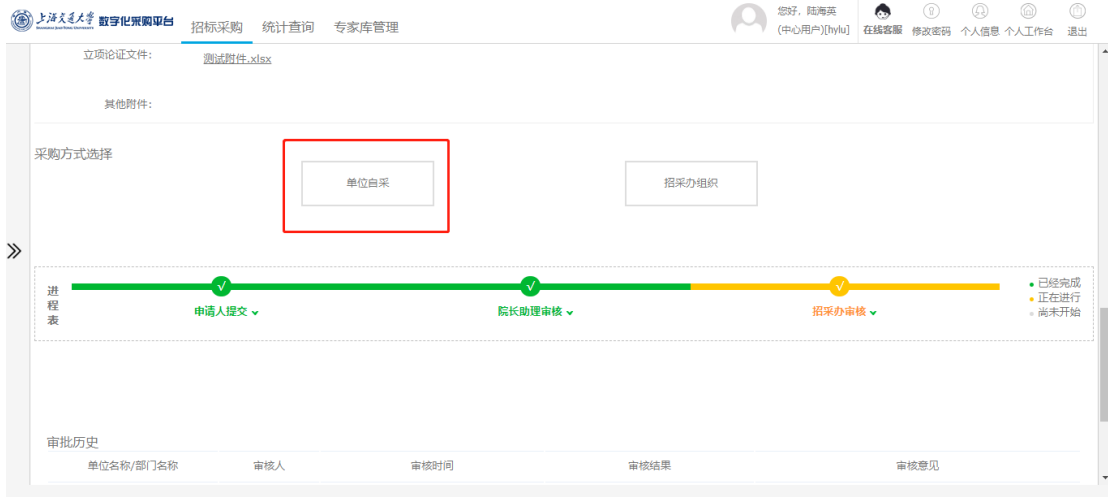 上海交通大学 数字化采购平台 招标采购 统计查询 专家库管理
您好，陆海英
(中心用户)[hylu]
在线客服 修改密码 个人信息 个人工作台 退出
立项论证文件：
测试附件.xlsx
其他附件：
采购方式选择
单位自采
招采办组织
进程表
申请人提交
院长助理审核
招采办审核
已经完成
正在进行
尚未开始
审批历史
单位名称/部门名称 审核人 审核时间 审核结果 审核意见